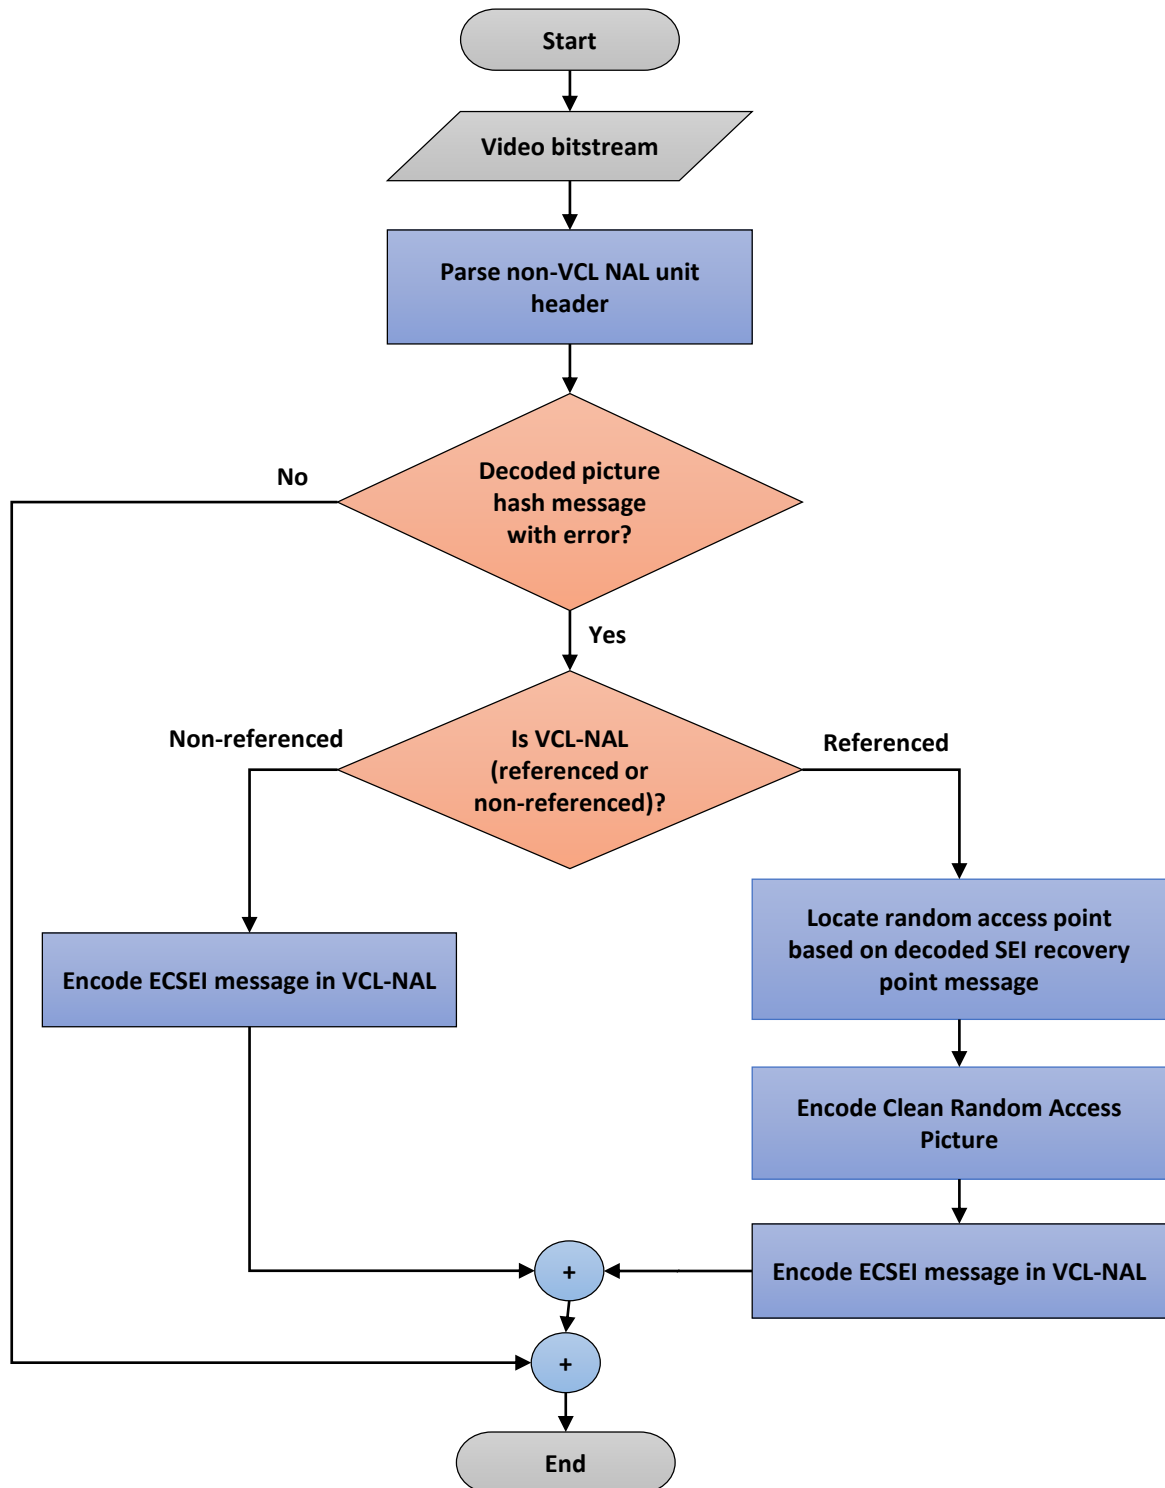 Start
Video bitstream
Parse non-VCL NAL unit
header
No
Decoded picture
hash message
with error?
Yes
Non-referenced
Is VCL-NAL
(referenced or
non-referenced)?
Referenced
Locate random access point
based on decoded SEI recovery
point message
Encode ECSEI message in VCL-NAL
Encode Clean Random Access
Picture
+
Encode ECSEI message in VCL-NAL
+
End